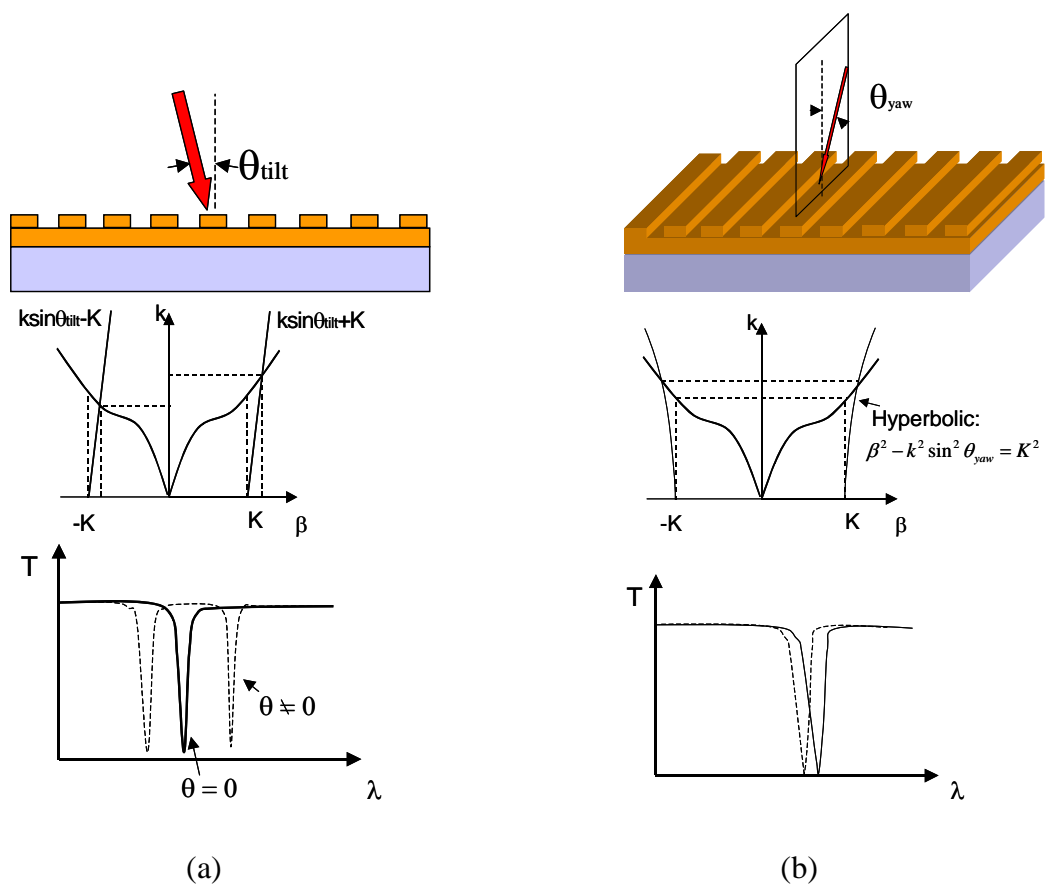 θtilt
ksinθtilt-K
k
ksinθtilt+K
-K
K
β
T
θ ≠ 0
θ = 0
λ
(a)
θyaw
k
Hyperbolic:
β² − k² sin² θyaw = K²
-K
K
β
T
λ
(b)